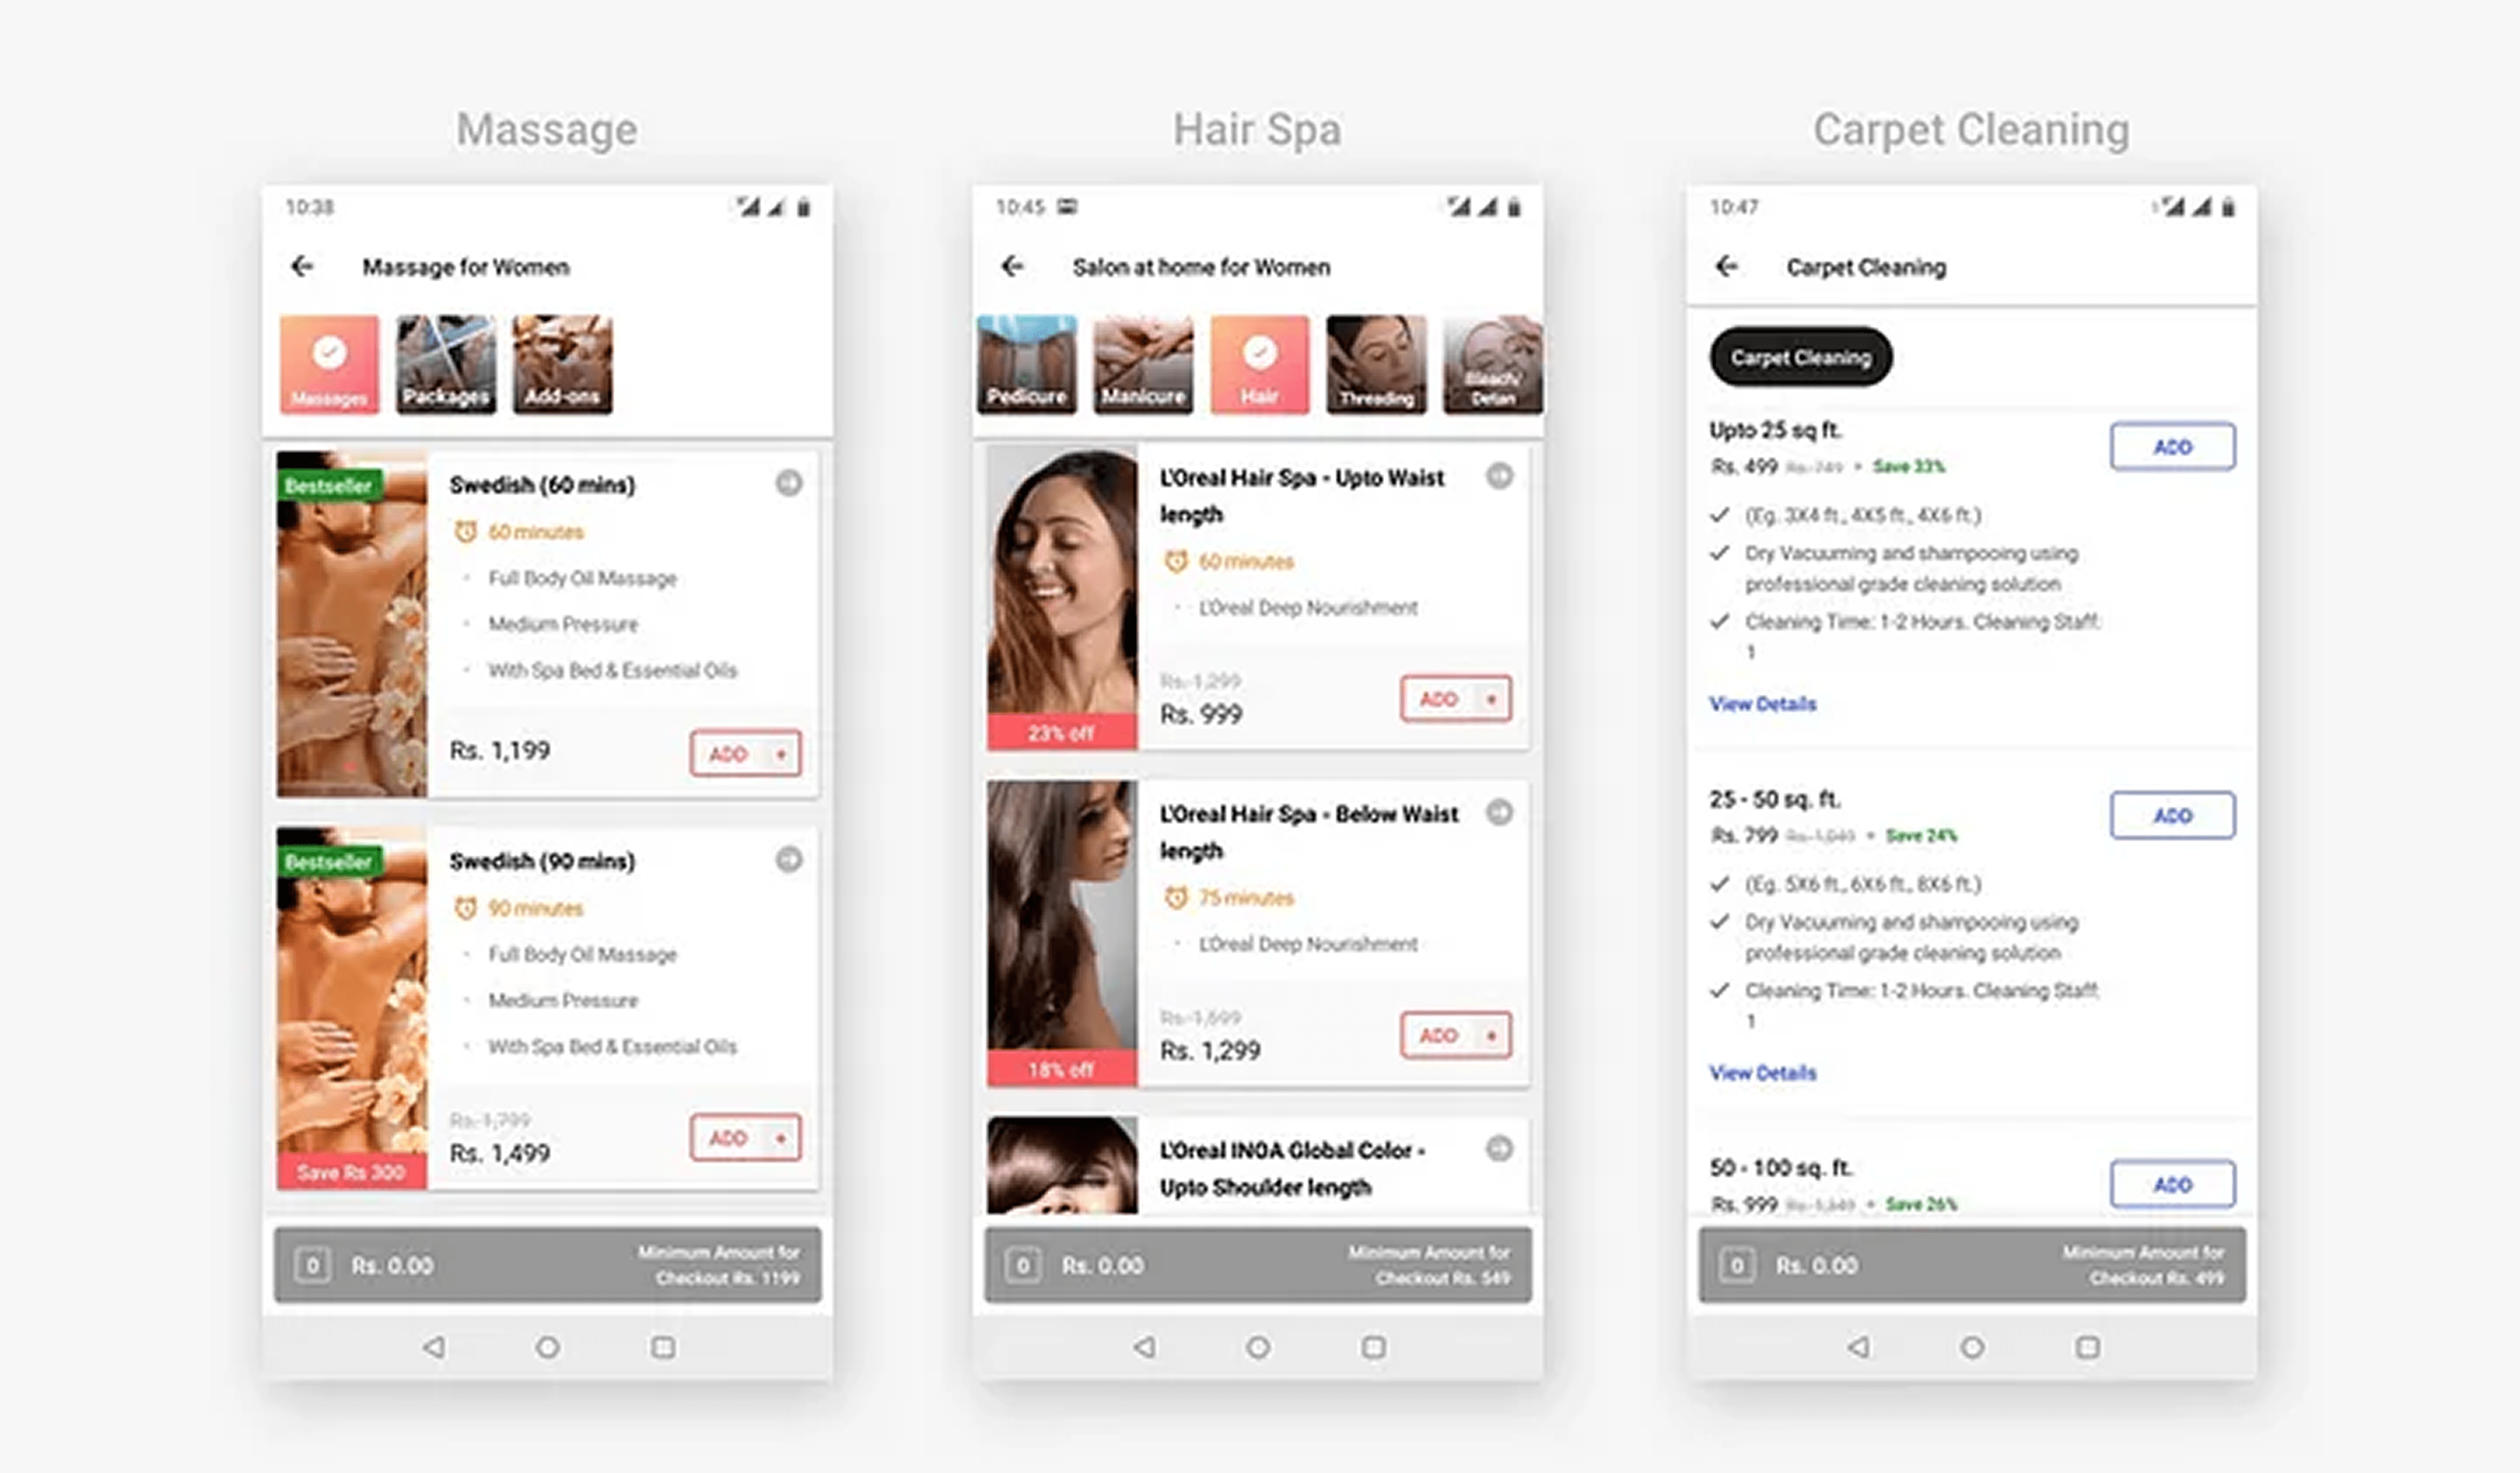 Massage
10:38
Massage for Women
Massages
Packages
Add-ons
Bestseller
Swedish (60 mins)
60 minutes
Full Body Oil Massage
Medium Pressure
With Spa Bed & Essential Oils
Rs. 1,199
ADD +
Bestseller
Swedish (90 mins)
90 minutes
Full Body Oil Massage
Medium Pressure
With Spa Bed & Essential Oils
Rs. 1,799
Rs. 1,499
ADD +
Save Rs 300
0 Rs. 0.00
Minimum Amount for
Checkout Rs. 1199
Hair Spa
10:45
Salon at home for Women
Pedicure
Manicure
Hair
Threading
Bleach/
Detan
L'Oreal Hair Spa - Upto Waist
length
60 minutes
L'Oreal Deep Nourishment
Rs. 1,299
Rs. 999
ADD +
23% off
L'Oreal Hair Spa - Below Waist
length
75 minutes
L'Oreal Deep Nourishment
Rs. 1,299
ADD +
18% off
L'Oreal INOA Global Color -
Upto Shoulder length
0 Rs. 0.00
Minimum Amount for
Checkout Rs. 549
Carpet Cleaning
10:47
Carpet Cleaning
Carpet Cleaning
Upto 25 sq ft.
ADD
Rs. 499 Rs. 749 • Save 33%
(Eg. 3X4 ft., 4X5 ft., 4X6 ft.)
Dry Vacuuming and shampooing using
professional grade cleaning solution
Cleaning Time: 1-2 Hours. Cleaning Staff:
1
View Details
25 - 50 sq. ft.
ADD
Rs. 799 Rs. 1,049 • Save 24%
(Eg. 5X6 ft., 6X6 ft., 8X6 ft.)
Dry Vacuuming and shampooing using
professional grade cleaning solution
Cleaning Time: 1-2 Hours. Cleaning Staff:
1
View Details
50 - 100 sq. ft.
ADD
Rs. 999 Rs. 1,349 • Save 26%
0 Rs. 0.00
Minimum Amount for
Checkout Rs. 499